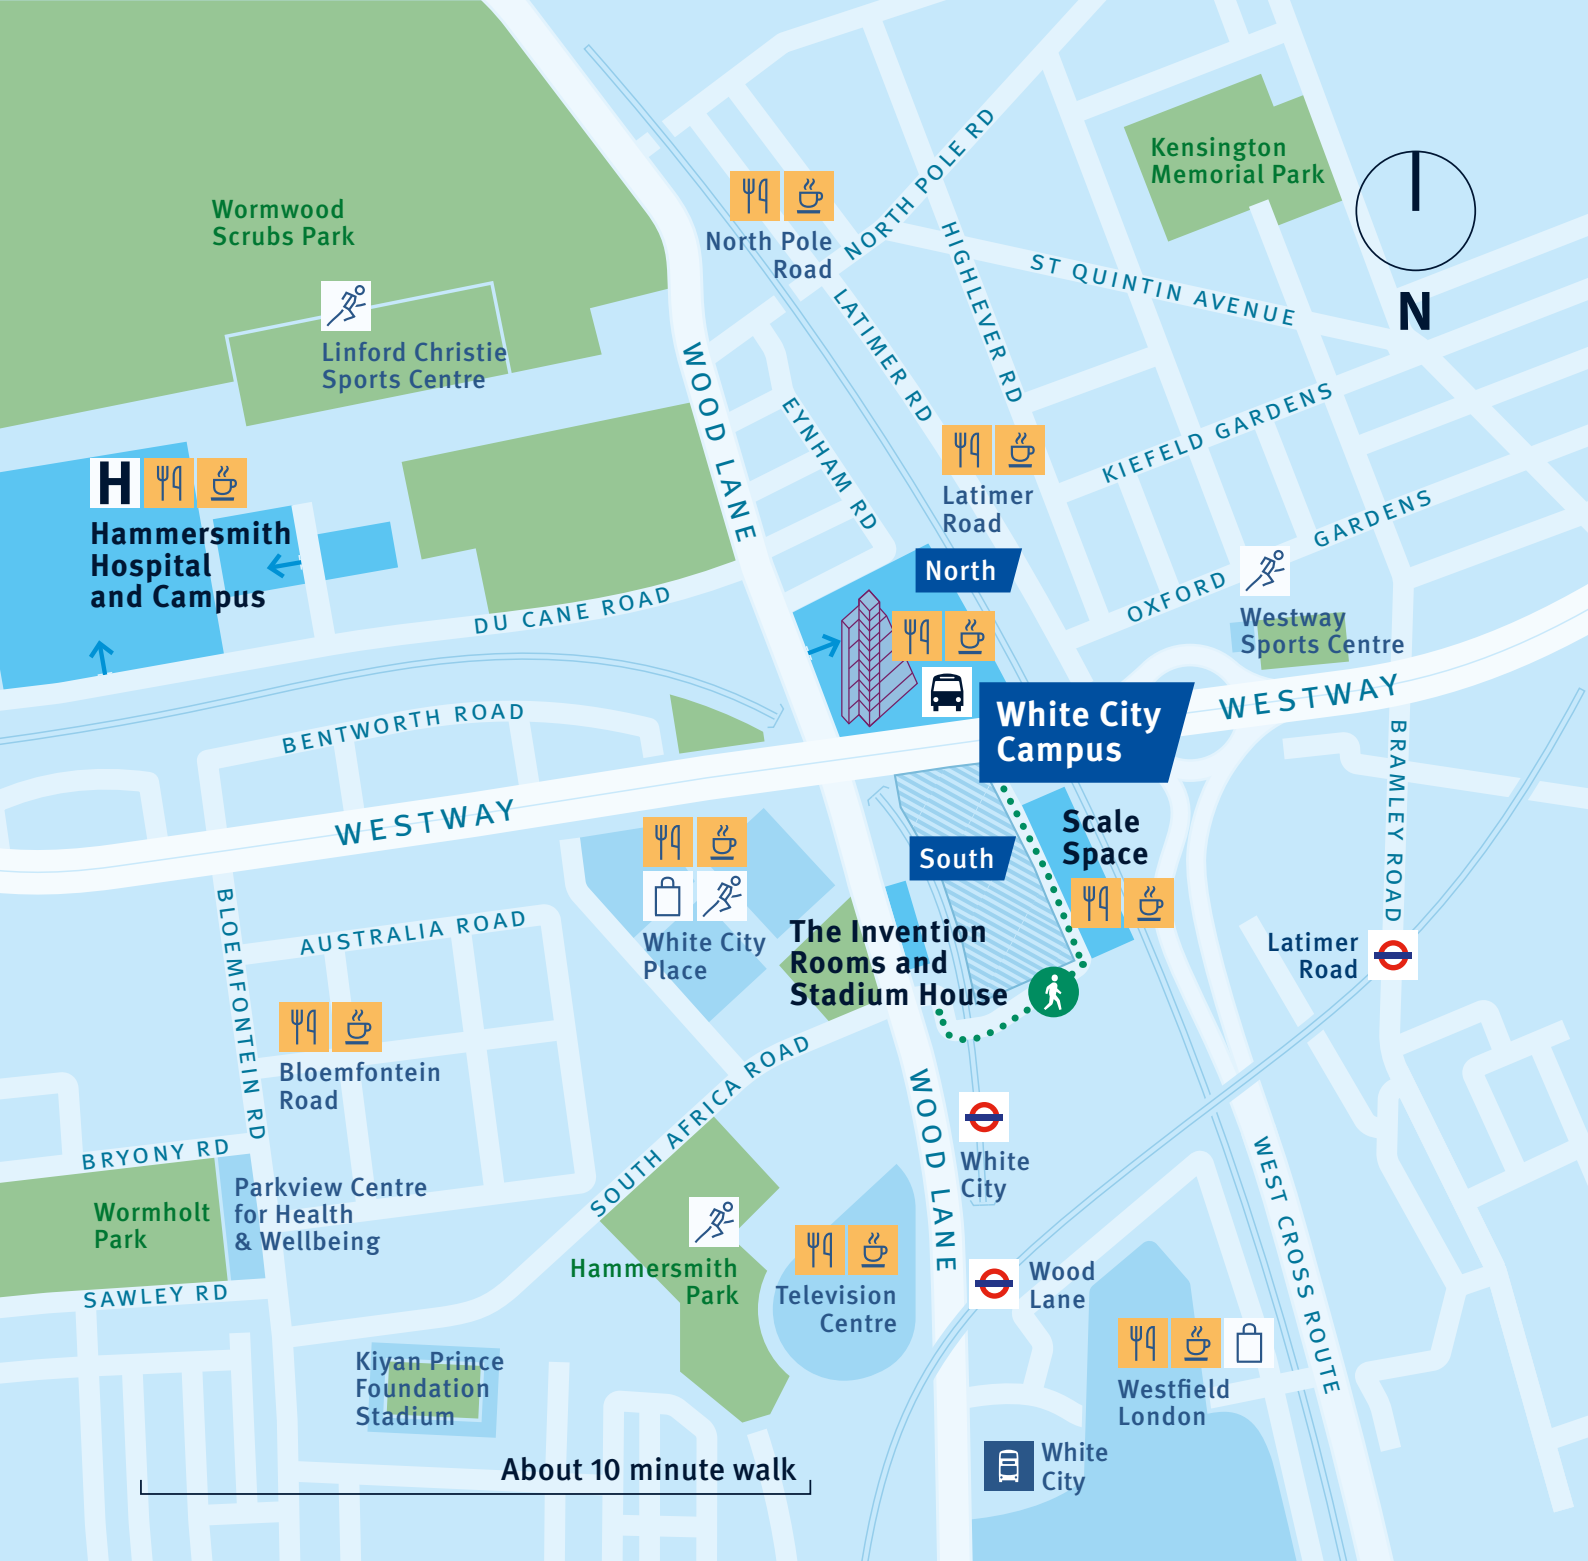 Kensington
Memorial Park
Wormwood
Scrubs Park
NORTH POLE RD
North Pole
Road
HIGHLEVER RD
ST QUINTIN AVENUE
N
LATIMER RD
Linford Christie
Sports Centre
WOOD LANE
EYNHAM RD
KIEFELD GARDENS
H
Hammersmith
Hospital
and Campus
Latimer
Road
OXFORD GARDENS
North
DU CANE ROAD
Westway
Sports Centre
WESTWAY
White City
Campus
BENTWORTH ROAD
BRAMLEY ROAD
WESTWAY
Scale
Space
South
BLOEMFONTEIN RD
AUSTRALIA ROAD
White City
Place
The Invention
Rooms and
Stadium House
Latimer
Road
Bloemfontein
Road
SOUTH AFRICA ROAD
WOOD LANE
White
City
BRYONY RD
WEST CROSS ROUTE
Wormholt
Park
Parkview Centre
for Health
& Wellbeing
SAWLEY RD
Hammersmith
Park
Television
Centre
Wood
Lane
Kiyan Prince
Foundation
Stadium
Westfield
London
White
City
About 10 minute walk